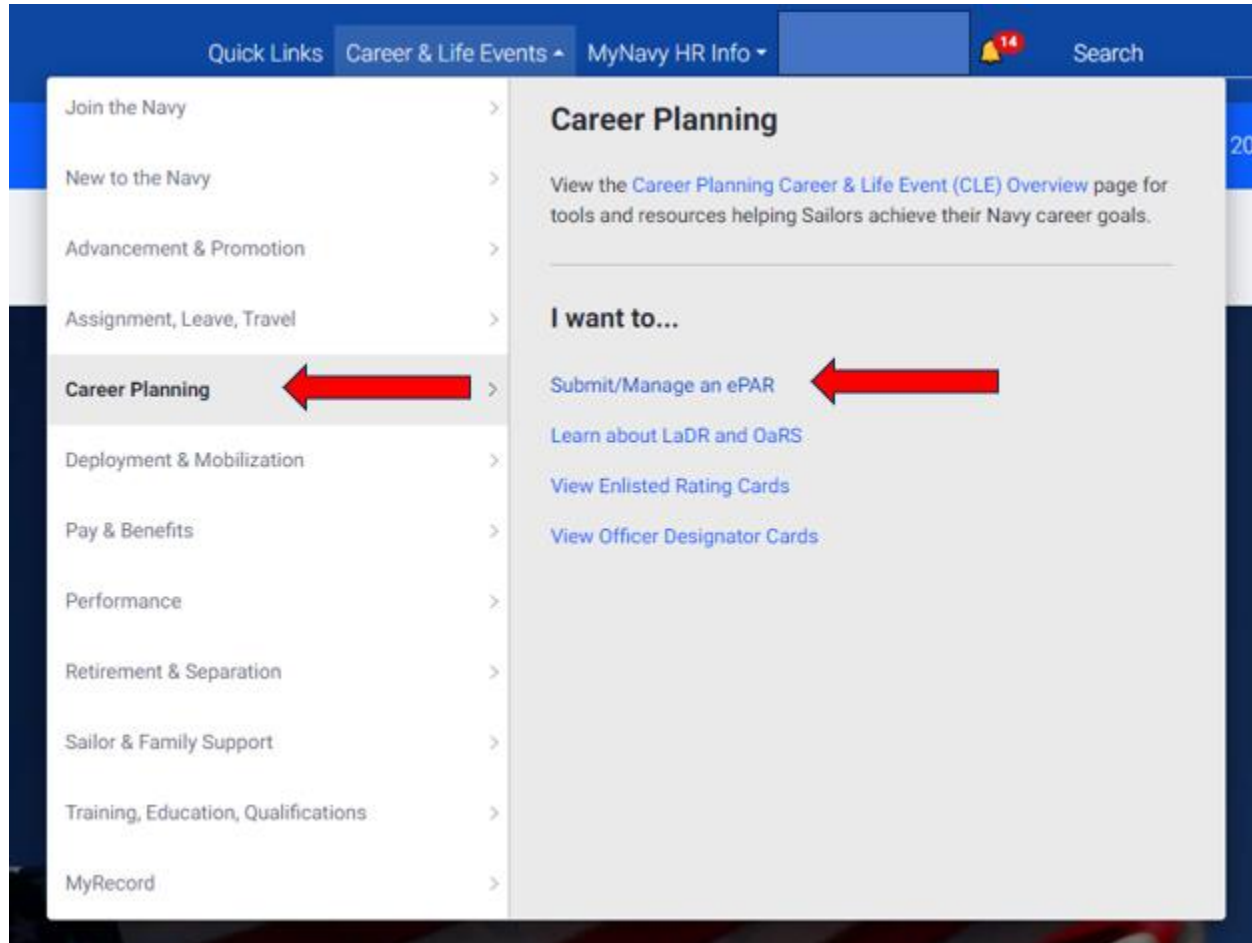 Quick Links Career & Life Events MyNavy HR Info 14 Search
20
Join the Navy
New to the Navy
Advancement & Promotion
Assignment, Leave, Travel
Career Planning
Deployment & Mobilization
Pay & Benefits
Performance
Retirement & Separation
Sailor & Family Support
Training, Education, Qualifications
MyRecord
Career Planning
View the Career Planning Career & Life Event (CLE) Overview page for
tools and resources helping Sailors achieve their Navy career goals.
I want to...
Submit/Manage an ePAR
Learn about LaDR and OaRS
View Enlisted Rating Cards
View Officer Designator Cards